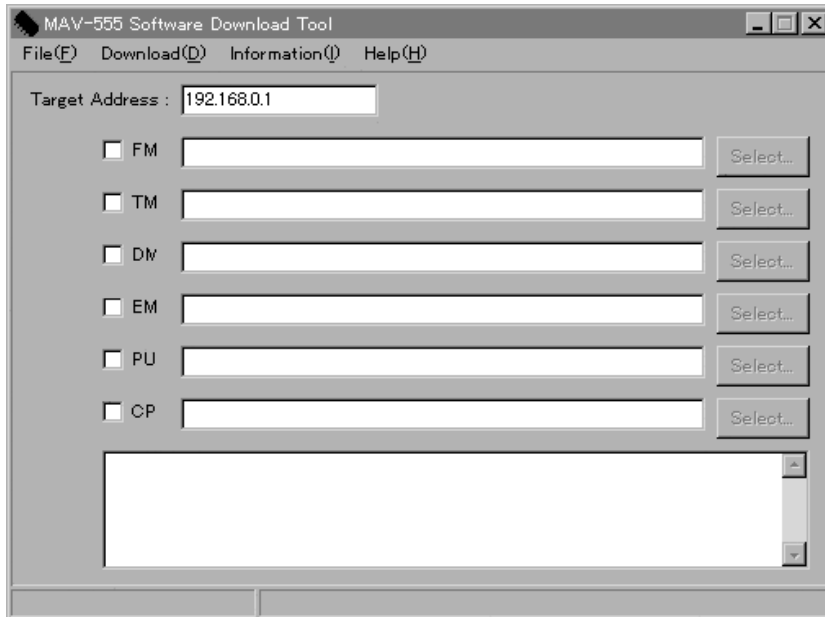 MAV-555 Software Download Tool
File(F) Download(D) Information(I) Help(H)
Target Address : 192.168.0.1
FM Select...
TM Select...
DM Select...
EM Select...
PU Select...
CP Select...